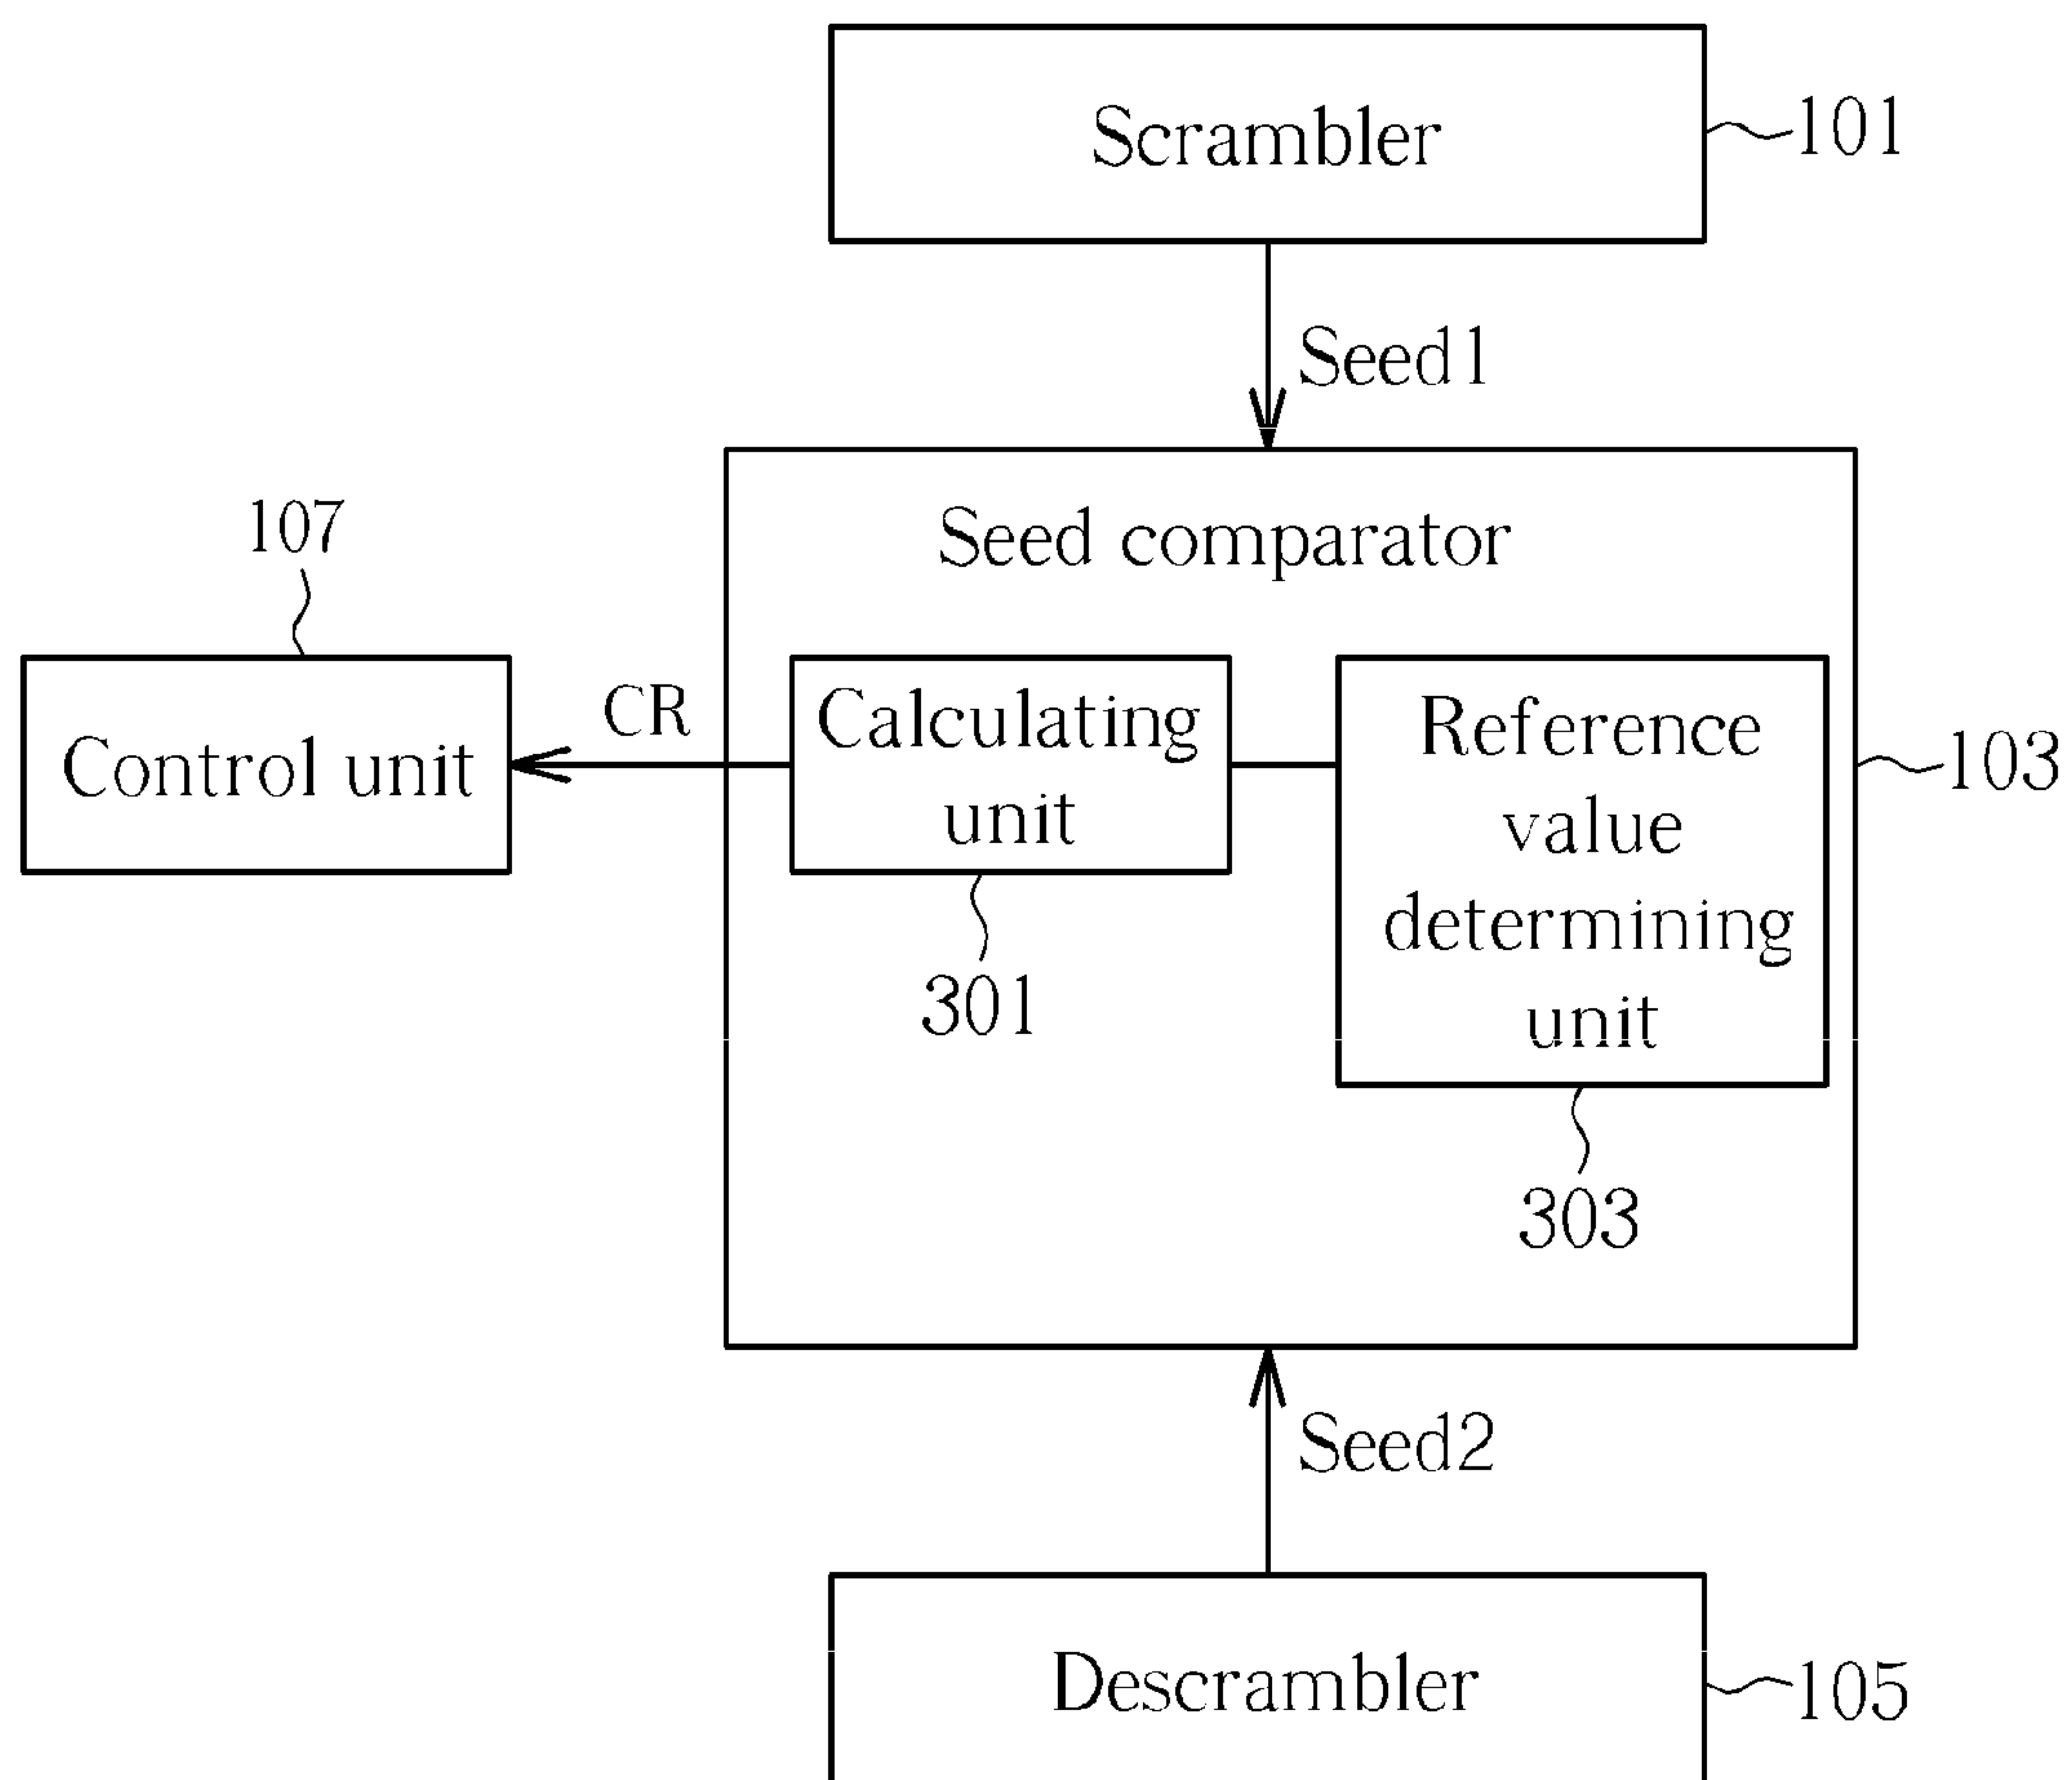 Scrambler
101
Seed1
107
Seed comparator
Control unit
CR
Calculating
unit
301
Reference
value
determining
unit
303
103
Seed2
Descrambler
105